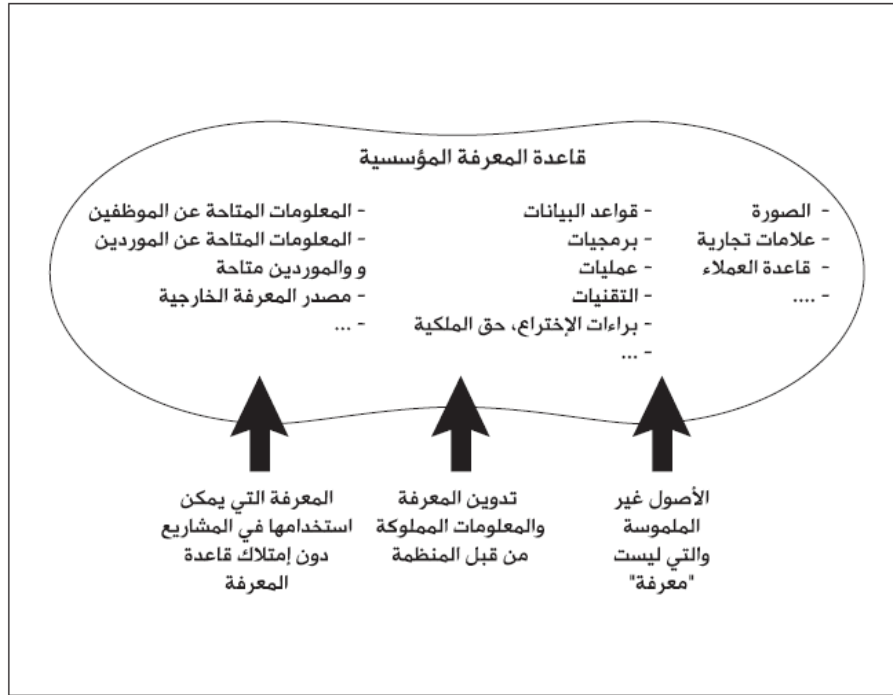 قاعدة المعرفة المؤسسية
- الصورة
- علامات تجارية
- قاعدة العملاء
- ....
- قواعد البيانات
- برمجيات
- عمليات
- التقنيات
- براءات الإختراع، حق الملكية
- ...
- المعلومات المتاحة عن الموظفين
- المعلومات المتاحة عن الموردين
و والموردين متاحة
- مصدر المعرفة الخارجية
- ...
الأصول غير
الملموسة
والتي ليست
"معرفة"
تدوين المعرفة
والمعلومات المملوكة
من قبل المنظمة
المعرفة التي يمكن
استخدامها في المشاريع
دون إمتلاك قاعدة
المعرفة